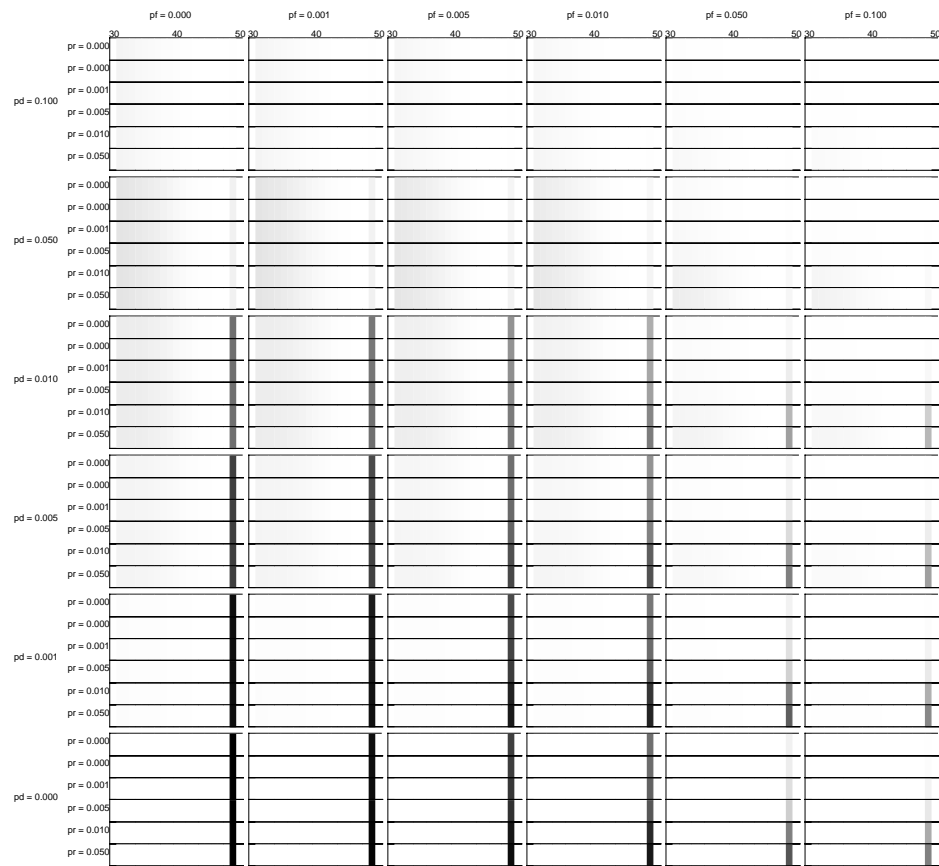 pf = 0.000 pf = 0.001 pf = 0.005 pf = 0.010 pf = 0.050 pf = 0.100
30 40 50 30 40 50 30 40 50 30 40 50 30 40 50 30 40 50
pr = 0.000
pr = 0.000
pr = 0.001
pd = 0.100
pr = 0.005
pr = 0.010
pr = 0.050
pr = 0.000
pr = 0.000
pr = 0.001
pd = 0.050
pr = 0.005
pr = 0.010
pr = 0.050
pr = 0.000
pr = 0.000
pr = 0.001
pd = 0.010
pr = 0.005
pr = 0.010
pr = 0.050
pr = 0.000
pr = 0.000
pr = 0.001
pd = 0.005
pr = 0.005
pr = 0.010
pr = 0.050
pr = 0.000
pr = 0.000
pr = 0.001
pd = 0.001
pr = 0.005
pr = 0.010
pr = 0.050
pr = 0.000
pr = 0.000
pr = 0.001
pd = 0.000
pr = 0.005
pr = 0.010
pr = 0.050